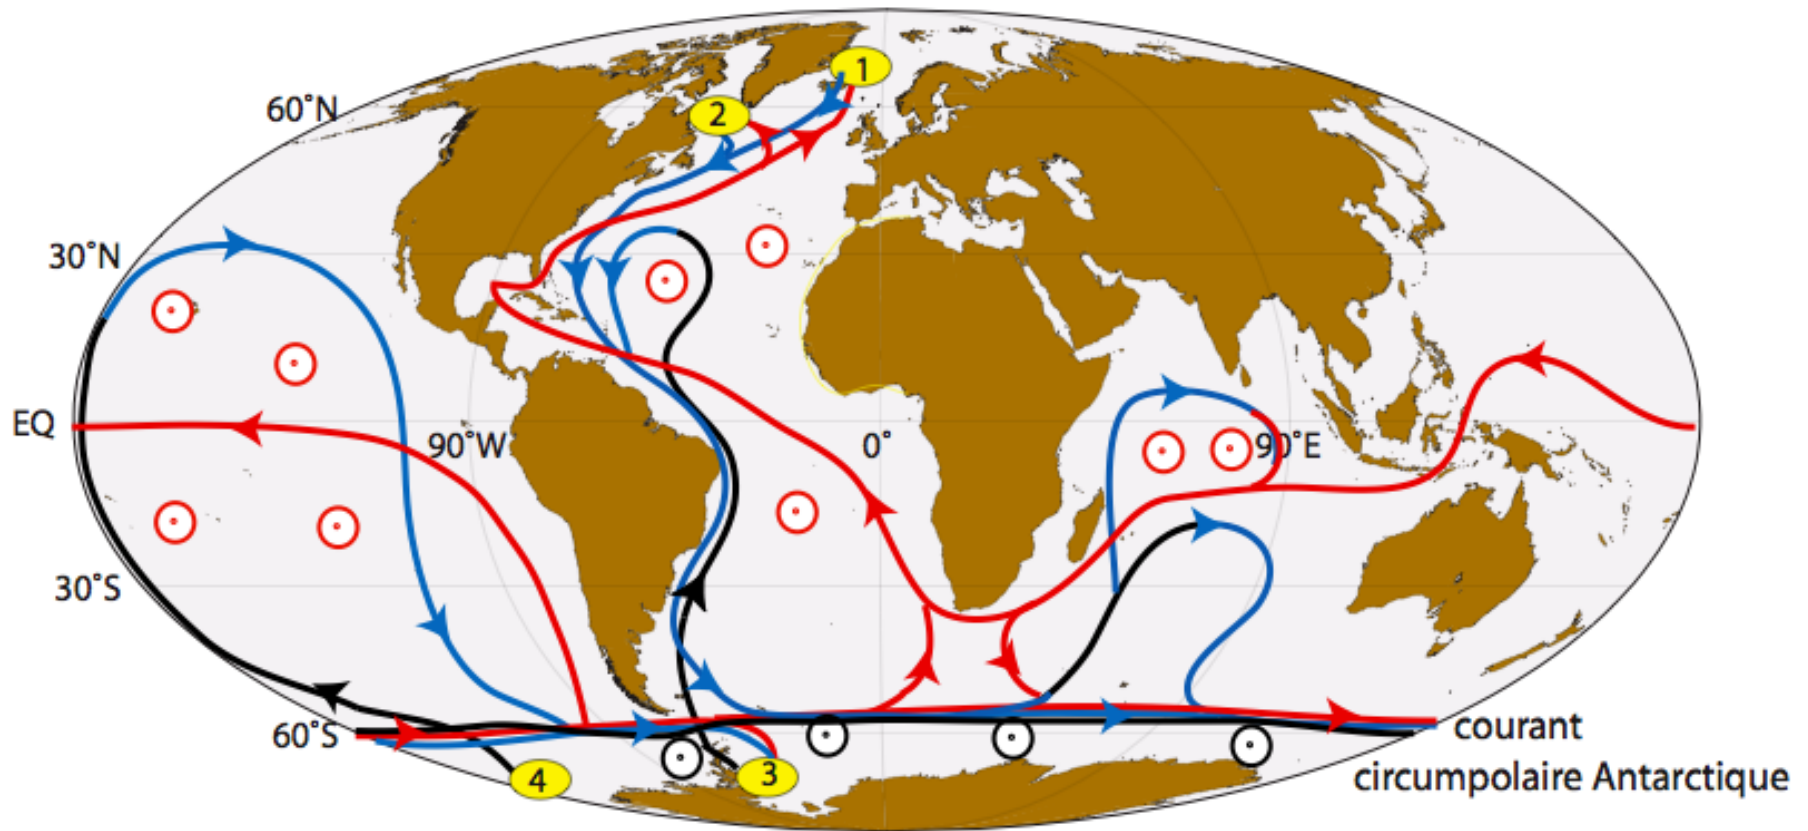 1
2
60˚N
30˚N
EQ
90˚W
0˚
90˚E
30˚S
60˚S
courant
circumpolaire Antarctique
3
4